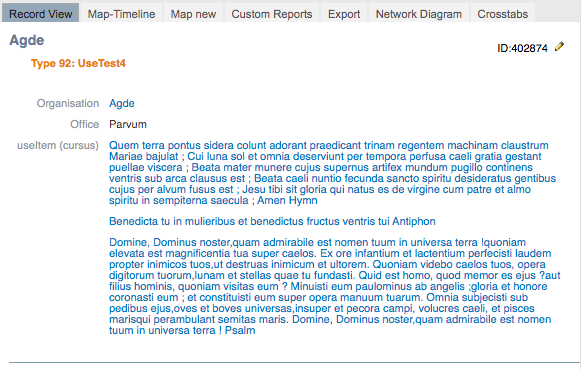 Record View Map-Timeline Map new Custom Reports Export Network Diagram Crosstabs
Agde
ID:402874
Type 92: UseTest4
Organisation Agde
Office Parvum
useItem (cursus) Quem terra pontus sidera colunt adorant praedicant trinam regentem machinam claustrum
Mariae bajulat ; Cui luna sol et omnia deserviunt per tempora perfusa caeli gratia gestant
puellae viscera ; Beata mater munere cujus supernus artifex mundum pugillo continens
ventris sub arca clausus est ; Beata caeli nuntio fecunda sancto spiritu desideratus gentibus
cujus per alvum fusus est ; Jesu tibi sit gloria qui natus es de virgine cum patre et almo
spiritu in sempiterna saecula ; Amen Hymn
Benedicta tu in mulieribus et benedictus fructus ventris tui Antiphon
Domine, Dominus noster,quam admirabile est nomen tuum in universa terra !quoniam
elevata est magnificentia tua super caelos. Ex ore infantium et lactentium perfecisti laudem
propter inimicos tuos,ut destruas inimicum et ultorem. Quoniam videbo caelos tuos, opera
digitorum tuorum,lunam et stellas quae tu fundasti. Quid est homo, quod memor es ejus ?aut
filius hominis, quoniam visitas eum ? Minuisti eum paulominus ab angelis ;gloria et honore
coronasti eum ; et constituisti eum super opera manuum tuarum. Omnia subjecisti sub
pedibus ejus,oves et boves universas,insuper et pecora campi, volucres caeli, et pisces
marisqui perambulant semitas maris. Domine, Dominus noster,quam admirabile est nomen
tuum in universa terra ! Psalm